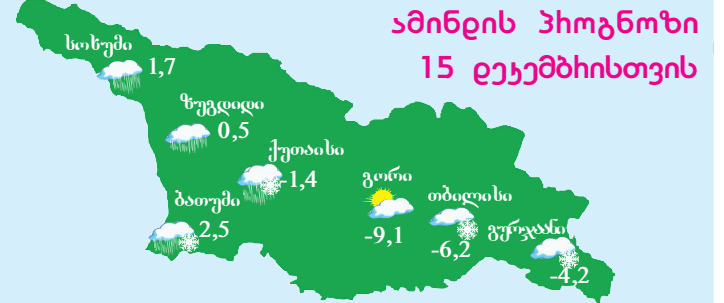 ამინდის პროგნოზი
15 დეკემბრისთვის
სოხუმი
1,7
ზუგდიდი
0,5
ქუთაისი
-1,4
ბათუმი
2,5
გორი
-9,1
თბილისი
-6,2
გურჯაანი
-4,2